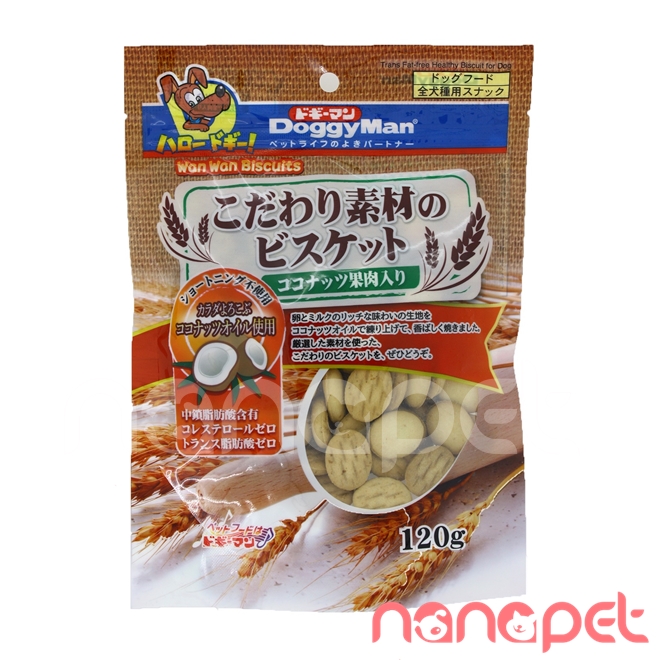 Trans Fat-free Healthy Biscuit for Dog
ドッグフード
全犬種用スナック
ドギーマン
DoggyMan
ペットライフのよきパートナー
ハロードギー!
Wan Wan Biscuits
こだわり素材の
ビスケット
ココナッツ果肉入り
ショートニング不使用
カラダよろこぶ
ココナッツオイル使用
中鎖脂肪酸含有
コレステロールゼロ
トランス脂肪酸ゼロ
卵とミルクのリッチな味わいの生地を
ココナッツオイルで練り上げて、香ばしく焼きました。
厳選した素材を使った、
こだわりのビスケットを、ぜひどうぞ。
nanapet
ペットフードは
ドギーマン
120g
nanapet